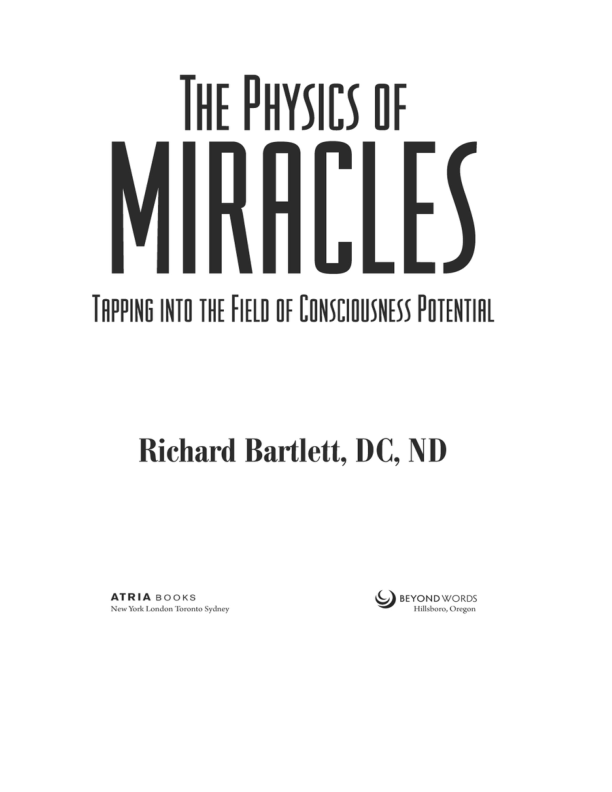 THE PHYSICS OF
MIRACLES
TAPPING INTO THE FIELD OF CONSCIOUSNESS POTENTIAL
Richard Bartlett, DC, ND
ATRIA BOOKS
New York London Toronto Sydney
BEYOND WORDS
Hillsboro, Oregon